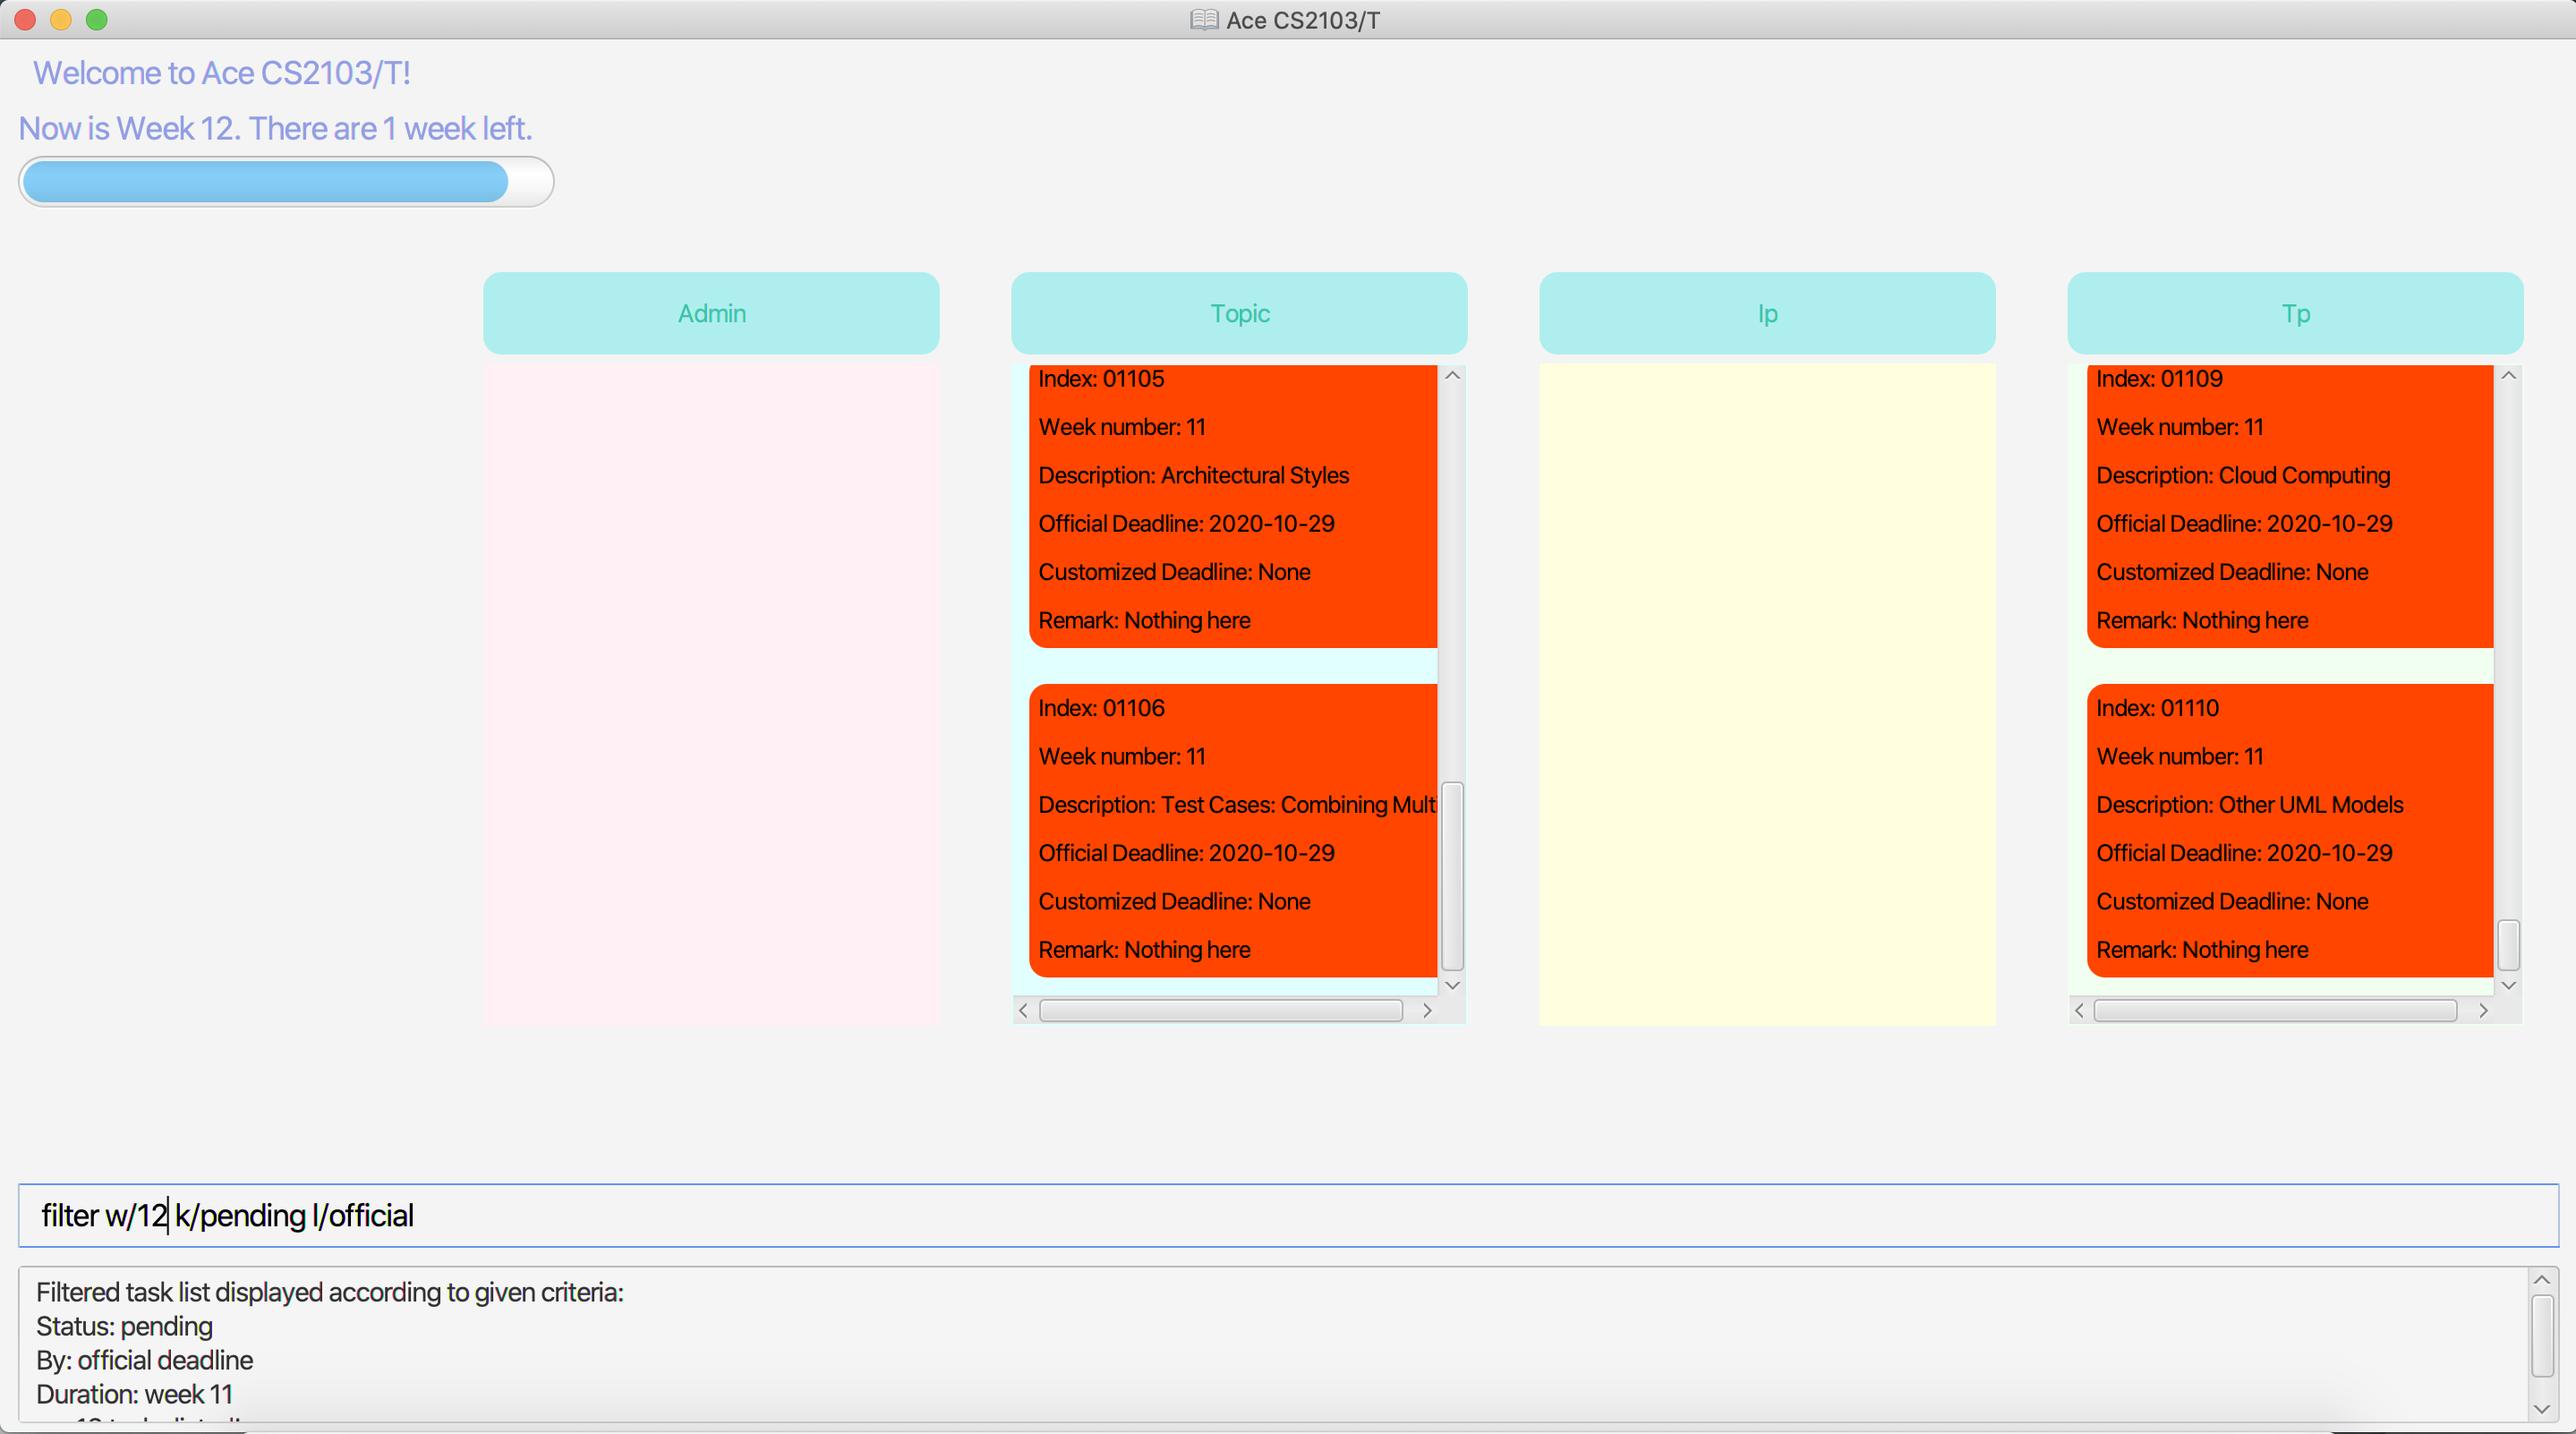 Ace CS2103/T
Welcome to Ace CS2103/T!
Now is Week 12. There are 1 week left.
Admin
Topic
Ip
Tp
Index: 01105
Week number: 11
Description: Architectural Styles
Official Deadline: 2020-10-29
Customized Deadline: None
Remark: Nothing here
Index: 01106
Week number: 11
Description: Test Cases: Combining Mult
Official Deadline: 2020-10-29
Customized Deadline: None
Remark: Nothing here
Index: 01109
Week number: 11
Description: Cloud Computing
Official Deadline: 2020-10-29
Customized Deadline: None
Remark: Nothing here
Index: 01110
Week number: 11
Description: Other UML Models
Official Deadline: 2020-10-29
Customized Deadline: None
Remark: Nothing here
filter w/12 k/pending l/official
Filtered task list displayed according to given criteria:
Status: pending
By: official deadline
Duration: week 11